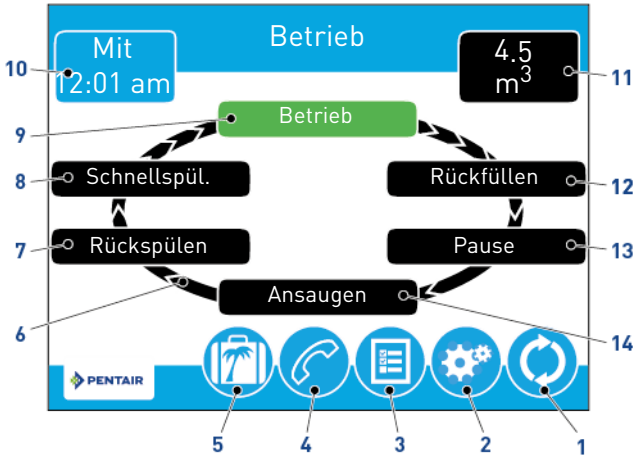 Betrieb
Mit
12:01 am
4.5
m³
10
11
Betrieb
9
Schnellspül.
Rückfüllen
8
12
Rückspülen
Pause
7
13
Ansaugen
6
14
PENTAIR
5
4
3
2
1